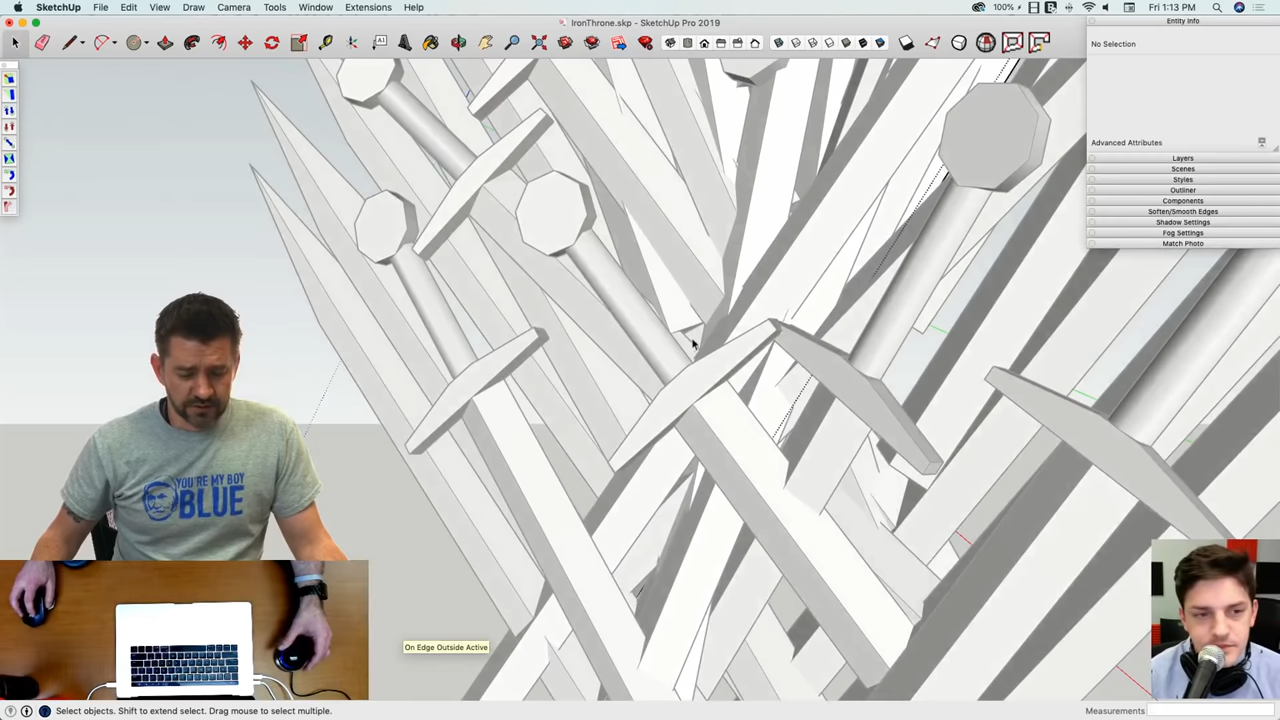 SketchUp File Edit View Draw Camera Tools Window Extensions Help
100% Fri 1:13 PM
IronThrone.skp - SketchUp Pro 2019
Entity Info
No Selection
Advanced Attributes
Layers
Scenes
Styles
Outliner
Components
Soften/Smooth Edges
Shadow Settings
Fog Settings
Match Photo
YOU'RE MY BOY
BLUE
On Edge Outside Active
Select objects. Shift to extend select. Drag mouse to select multiple.
Measurements